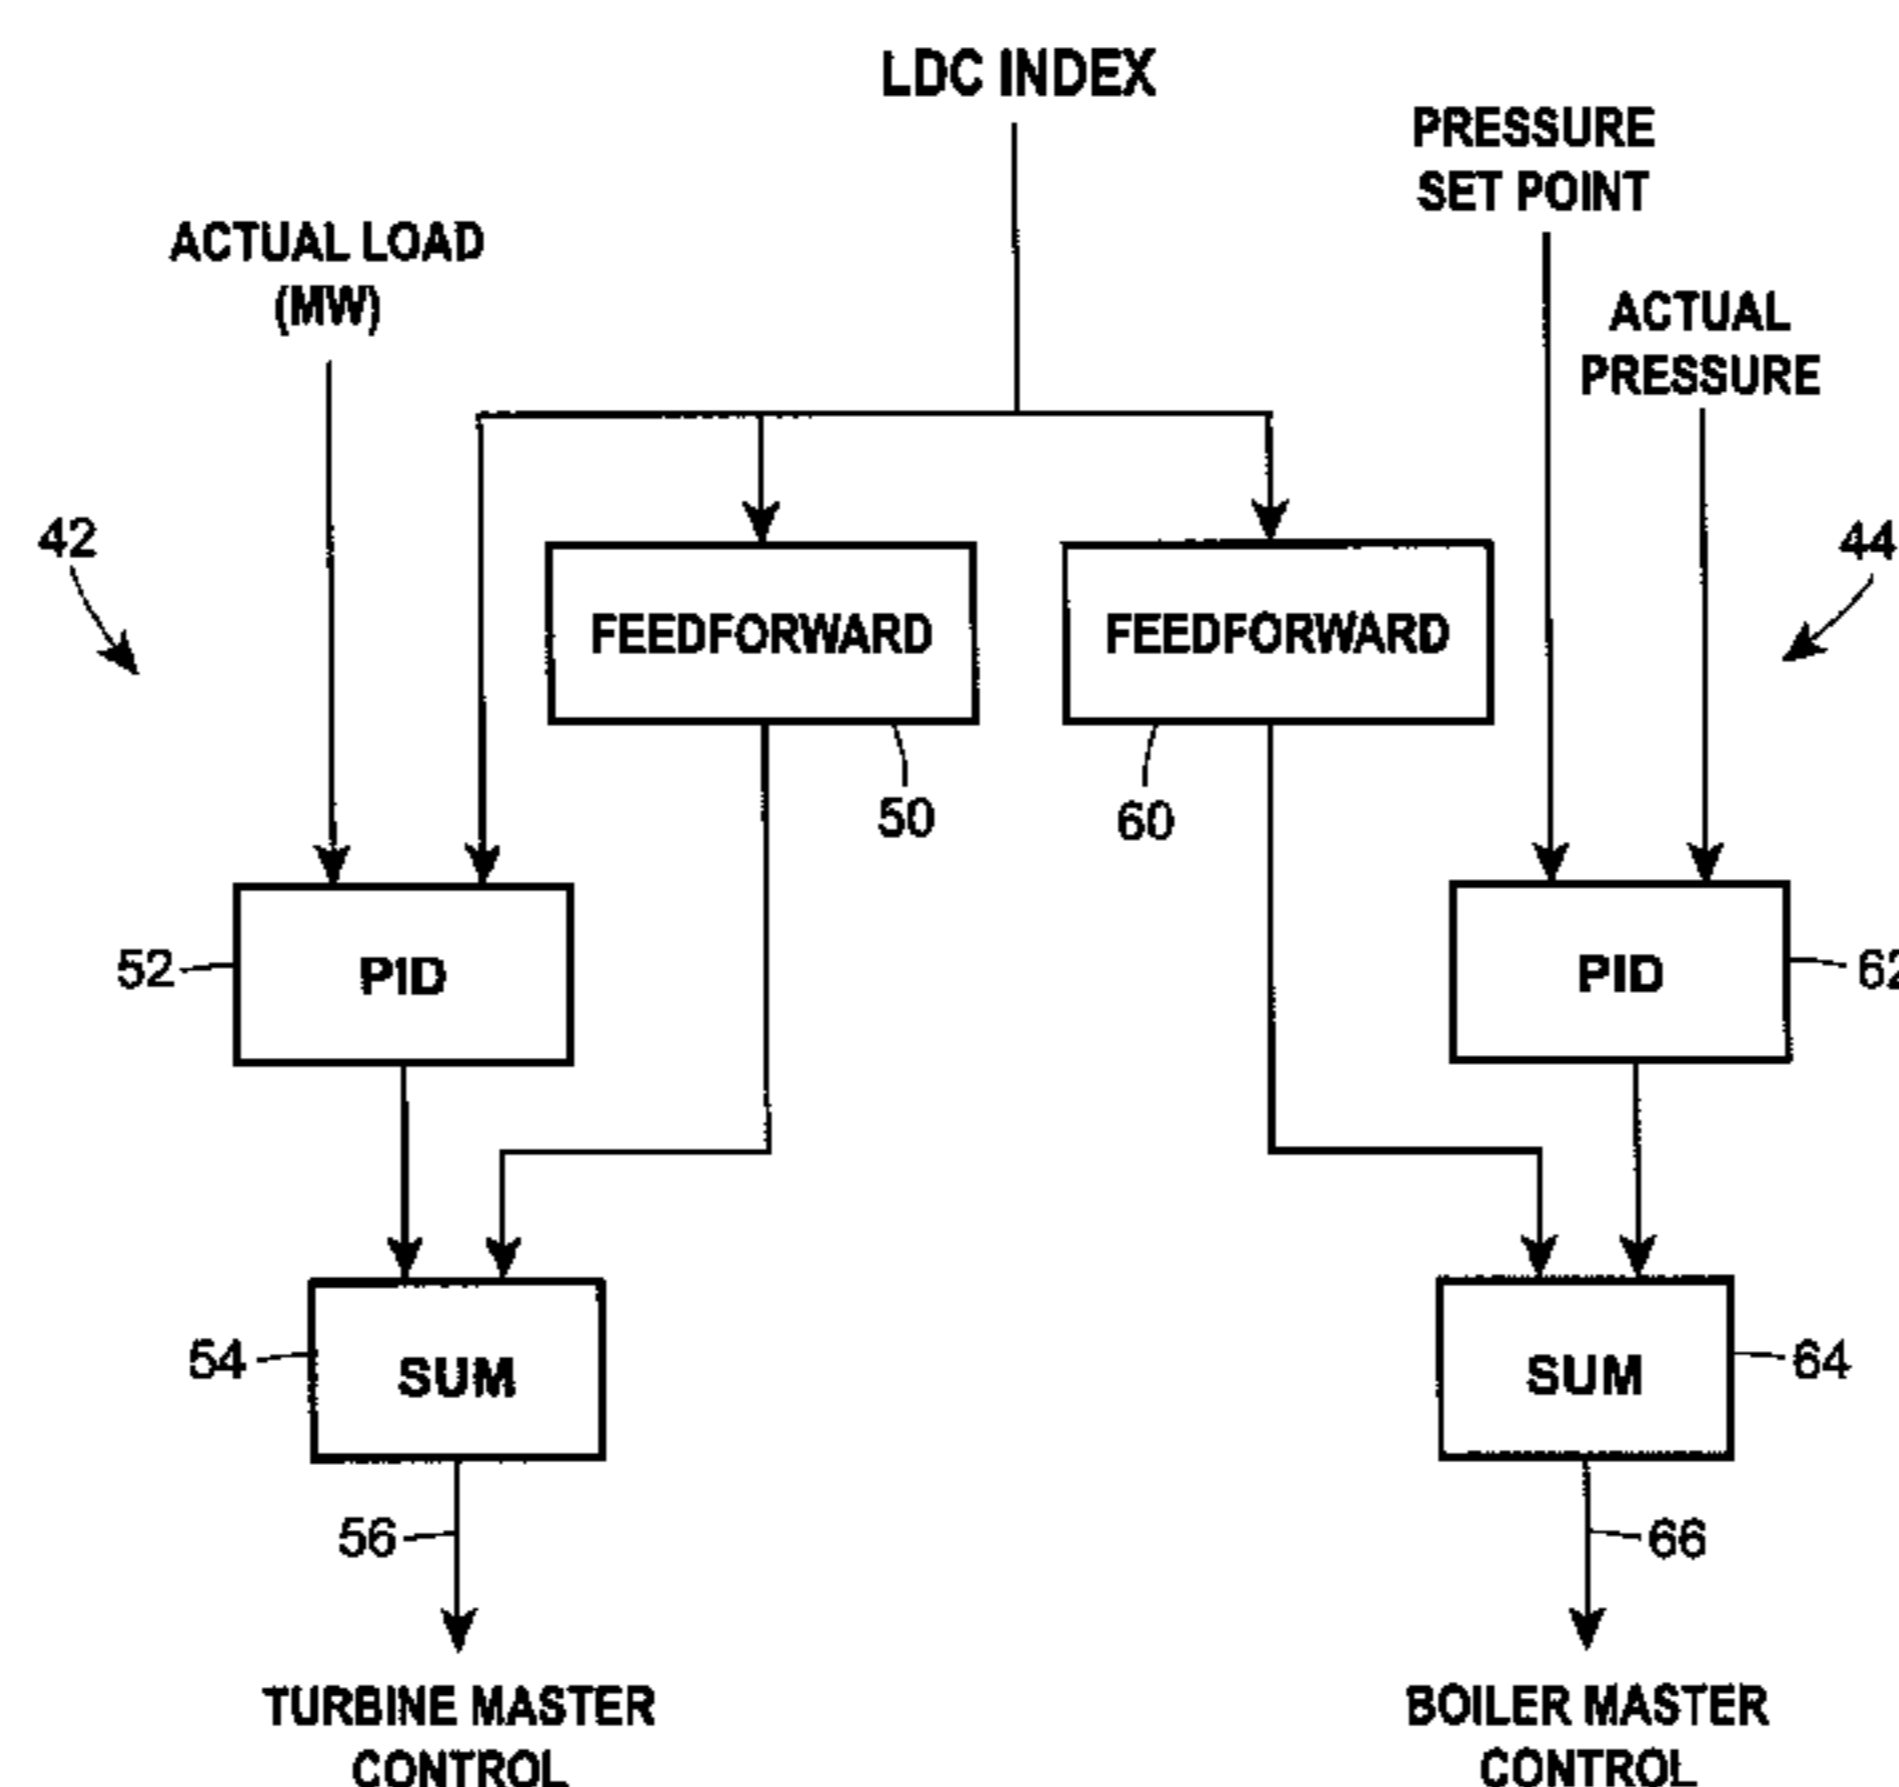 LDC INDEX
PRESSURE
SET POINT
ACTUAL LOAD
(MW)
ACTUAL
PRESSURE
42
44
FEEDFORWARD
FEEDFORWARD
50
60
52
PID
PID
62
54
SUM
SUM
64
56
66
TURBINE MASTER
CONTROL
BOILER MASTER
CONTROL